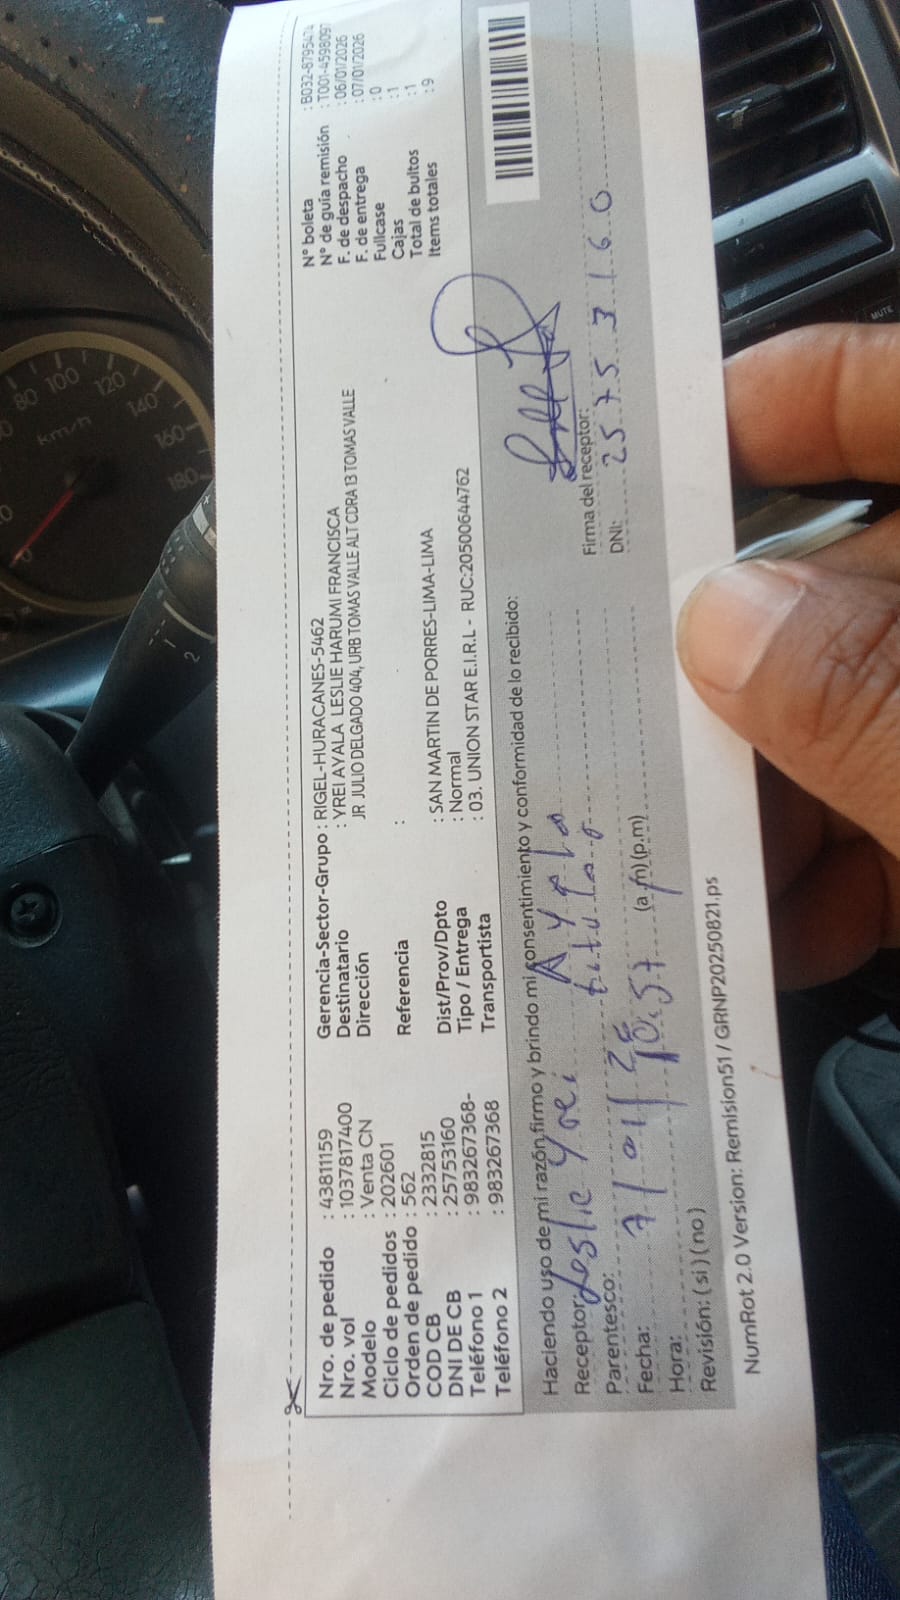 Nro. de pedido : 43811159
Nro. vol : 1037817400
Modelo : Venta CN
Ciclo de pedidos : 202601
Orden de pedido : 562
COD CB : 2332815
DNI DE CB : 25753160
Teléfono 1 : 983267368-
Teléfono 2 : 983267368
Gerencia-Sector-Grupo : RIGEL-HURACANES-5462
Destinatario : YREI AYALA LESLIE HARUMI FRANCISCA
Dirección JR JULIO DELGADO 404, URB TOMAS VALLE ALT CDRA 13 TOMAS VALLE
Referencia :
Dist/Prov/Dpto : SAN MARTIN DE PORRES-LIMA-LIMA
Tipo / Entrega : Normal
Transportista : 03. UNION STAR E.I.R.L - RUC:20500644762
N° boleta : B032-8795474
N° de guía remisión : T001-4598097
F. de despacho : 06/01/2026
F. de entrega : 07/01/2026
Fullcase : 0
Cajas : 1
Total de bultos : 1
Items totales : 9
Haciendo uso de mi razón, firmo y brindo mi consentimiento y conformidad de lo recibido:
Receptor: Leslie Yrei Ayala
Parentesco: titular
Fecha: 7/01/26
Hora: 10:57 (a.m) (p.m)
Revisión: ( si ) ( no )
Firma del receptor:
DNI: 25753160
NumRot 2.0 Version: Remision51 / GRNP20250821.ps
80
100
120
140
160
180
km/h
0
MUTE
2